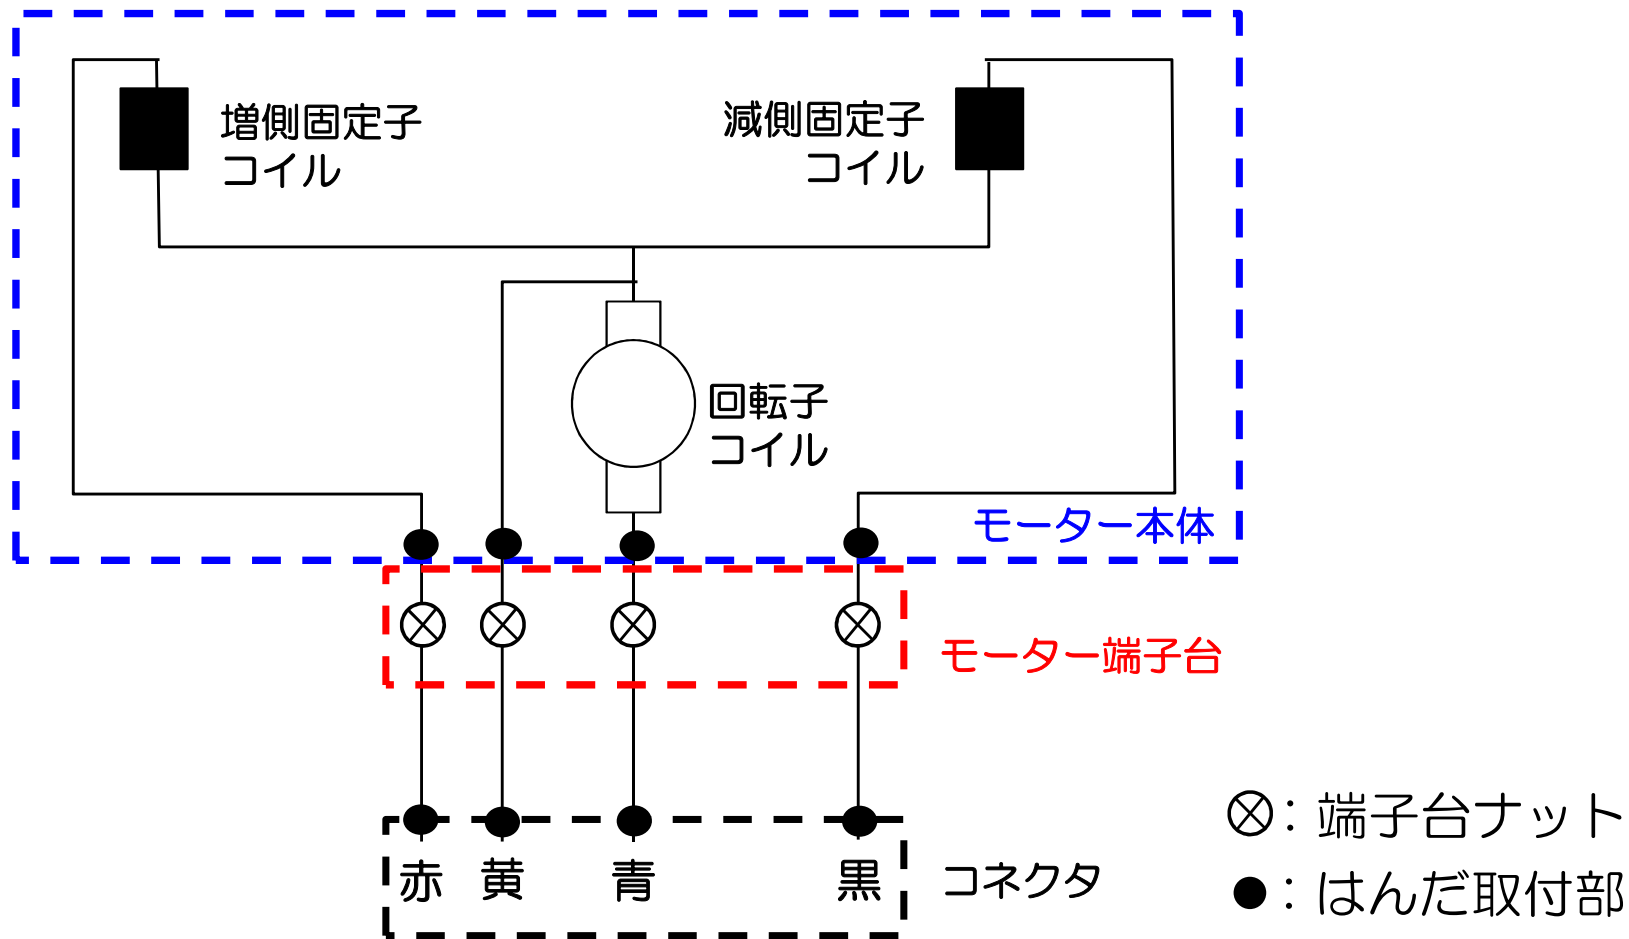 増側固定子
コイル
減側固定子
コイル
回転子
コイル
モーター本体
モーター端子台
：端子台ナット
：はんだ取付部
赤
黄
青
黒
コネクタ